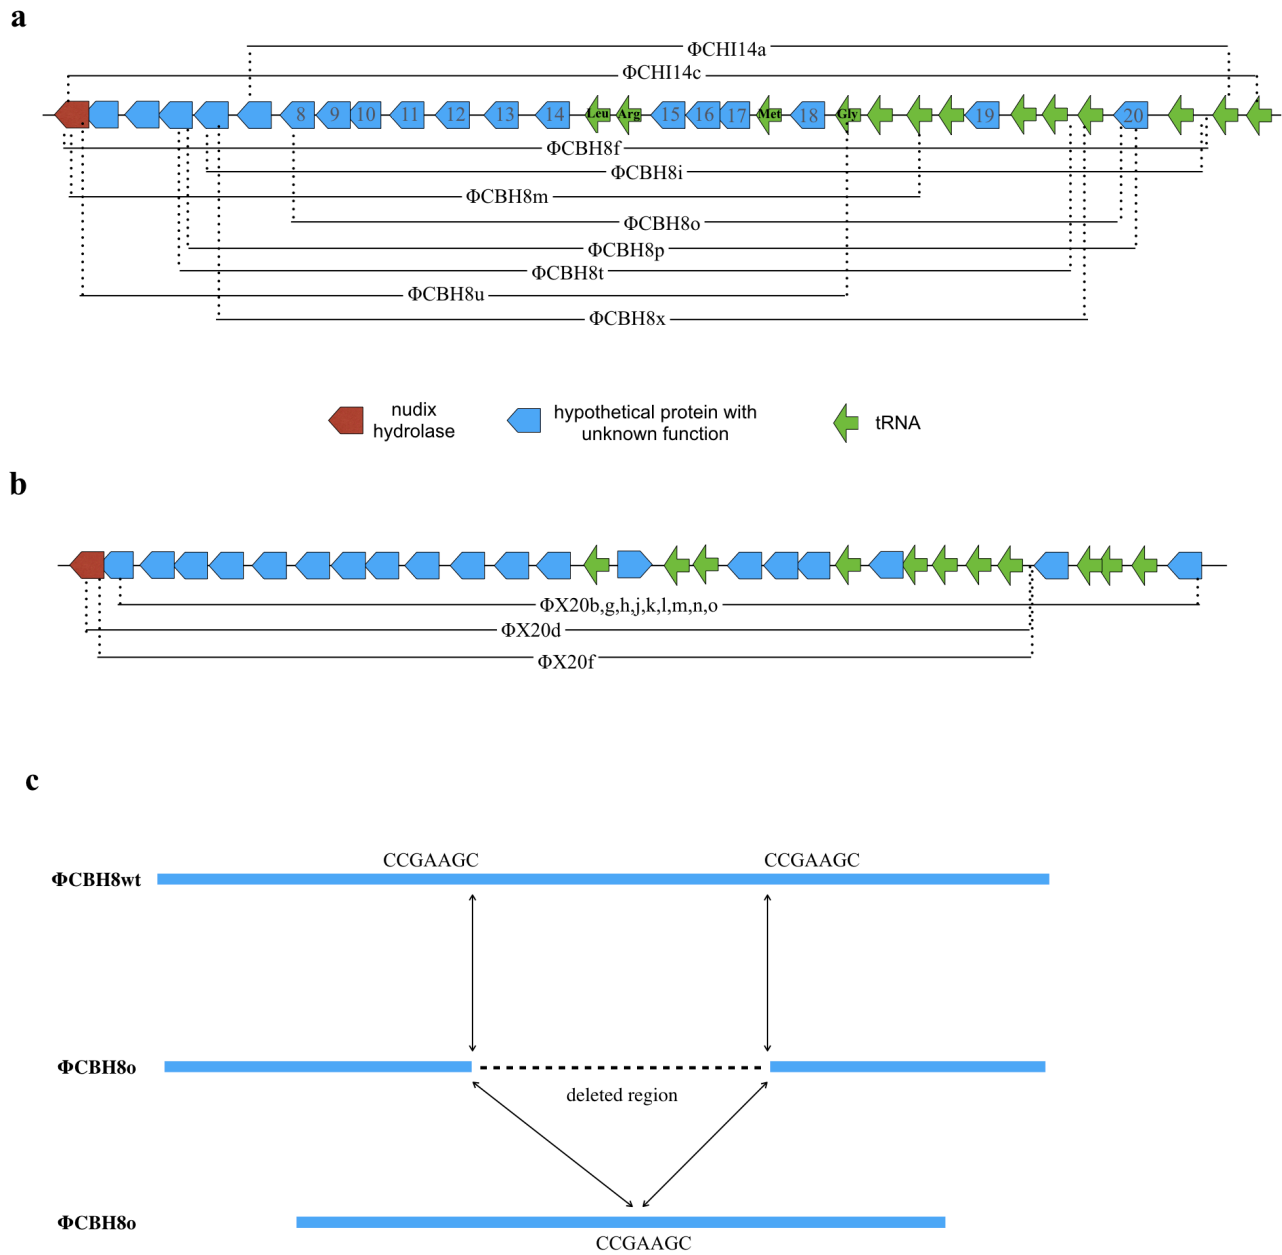 a
ΦCHI14a
ΦCHI14c
8 9 10 11 12 13 14 Leu Arg 15 16 17 Met 18 Gly 19 20
ΦCBH8f
ΦCBH8i
ΦCBH8m
ΦCBH8o
ΦCBH8p
ΦCBH8t
ΦCBH8u
ΦCBH8x
nudix
hydrolase
hypothetical protein with
unknown function
tRNA
b
ΦX20b,g,h,j,k,l,m,n,o
ΦX20d
ΦX20f
c
CCGAAGC CCGAAGC
ΦCBH8wt
ΦCBH8o
deleted region
ΦCBH8o
CCGAAGC